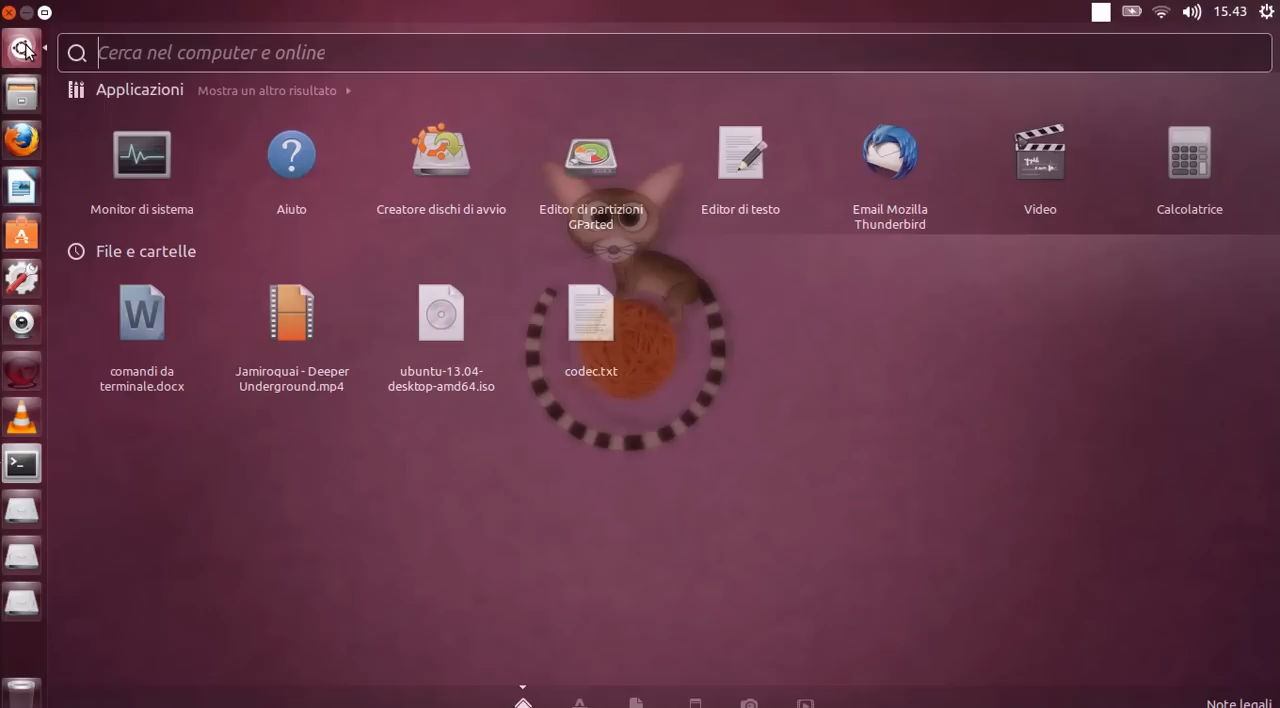 15.43
Cerca nel computer e online
Applicazioni Mostra un altro risultato
Monitor di sistema
Aiuto
Creatore dischi di avvio
Editor di partizioni
GParted
Editor di testo
Email Mozilla
Thunderbird
Video
Calcolatrice
File e cartelle
W
comandi da
terminale.docx
Jamiroquai - Deeper
Underground.mp4
ubuntu-13.04-
desktop-amd64.iso
codec.txt
Note legali